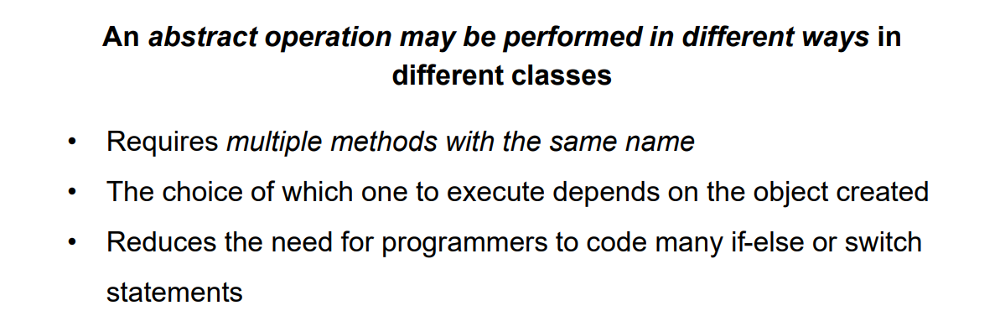 An abstract operation may be performed in different ways in
different classes
• Requires multiple methods with the same name
• The choice of which one to execute depends on the object created
• Reduces the need for programmers to code many if-else or switch
statements